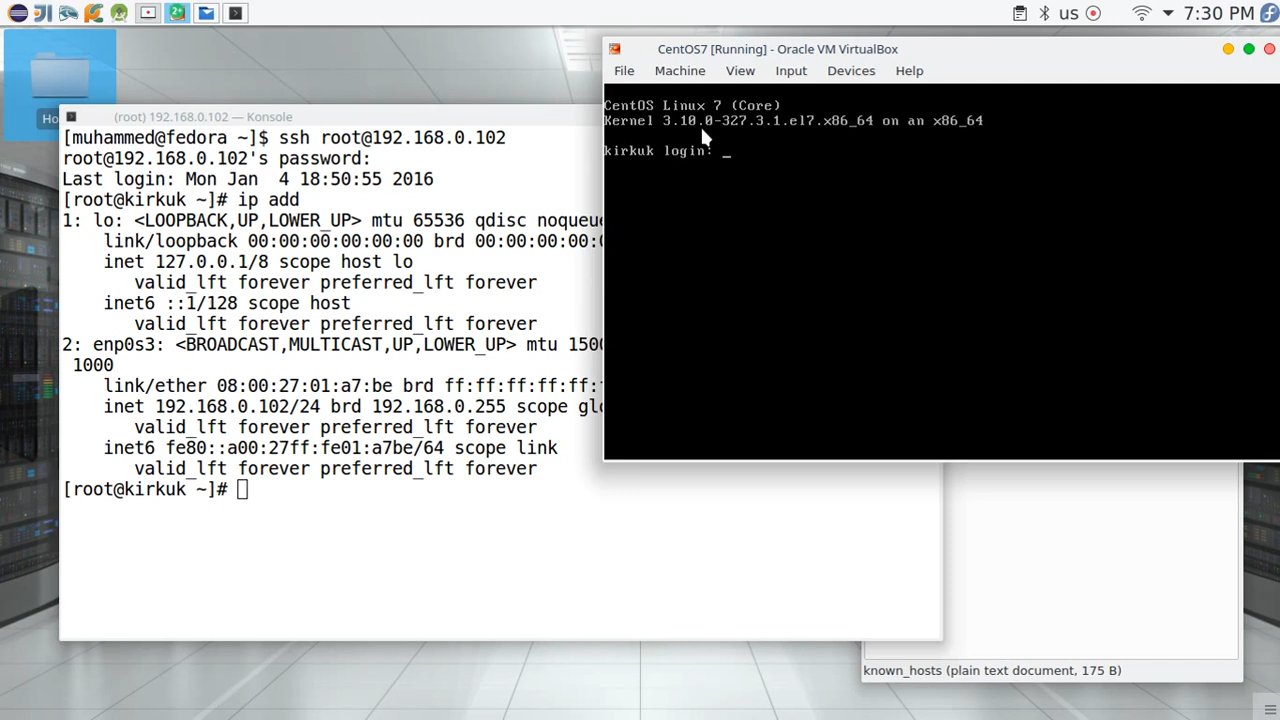 us
7:30 PM
CentOS7 [Running] - Oracle VM VirtualBox
File Machine View Input Devices Help
CentOS Linux 7 (Core)
Kernel 3.10.0-327.3.1.el7.x86_64 on an x86_64
kirkuk login: _
(root) 192.168.0.102 — Konsole
[muhammed@fedora ~]$ ssh root@192.168.0.102
root@192.168.0.102's password:
Last login: Mon Jan  4 18:50:55 2016
[root@kirkuk ~]# ip add
1: lo: <LOOPBACK,UP,LOWER_UP> mtu 65536 qdisc noqueue
link/loopback 00:00:00:00:00:00 brd 00:00:00:00:
inet 127.0.0.1/8 scope host lo
valid_lft forever preferred_lft forever
inet6 ::1/128 scope host
valid_lft forever preferred_lft forever
2: enp0s3: <BROADCAST,MULTICAST,UP,LOWER_UP> mtu 1500
1000
link/ether 08:00:27:01:a7:be brd ff:ff:ff:ff:ff:
inet 192.168.0.102/24 brd 192.168.0.255 scope glo
valid_lft forever preferred_lft forever
inet6 fe80::a00:27ff:fe01:a7be/64 scope link
valid_lft forever preferred_lft forever
[root@kirkuk ~]#
known_hosts (plain text document, 175 B)